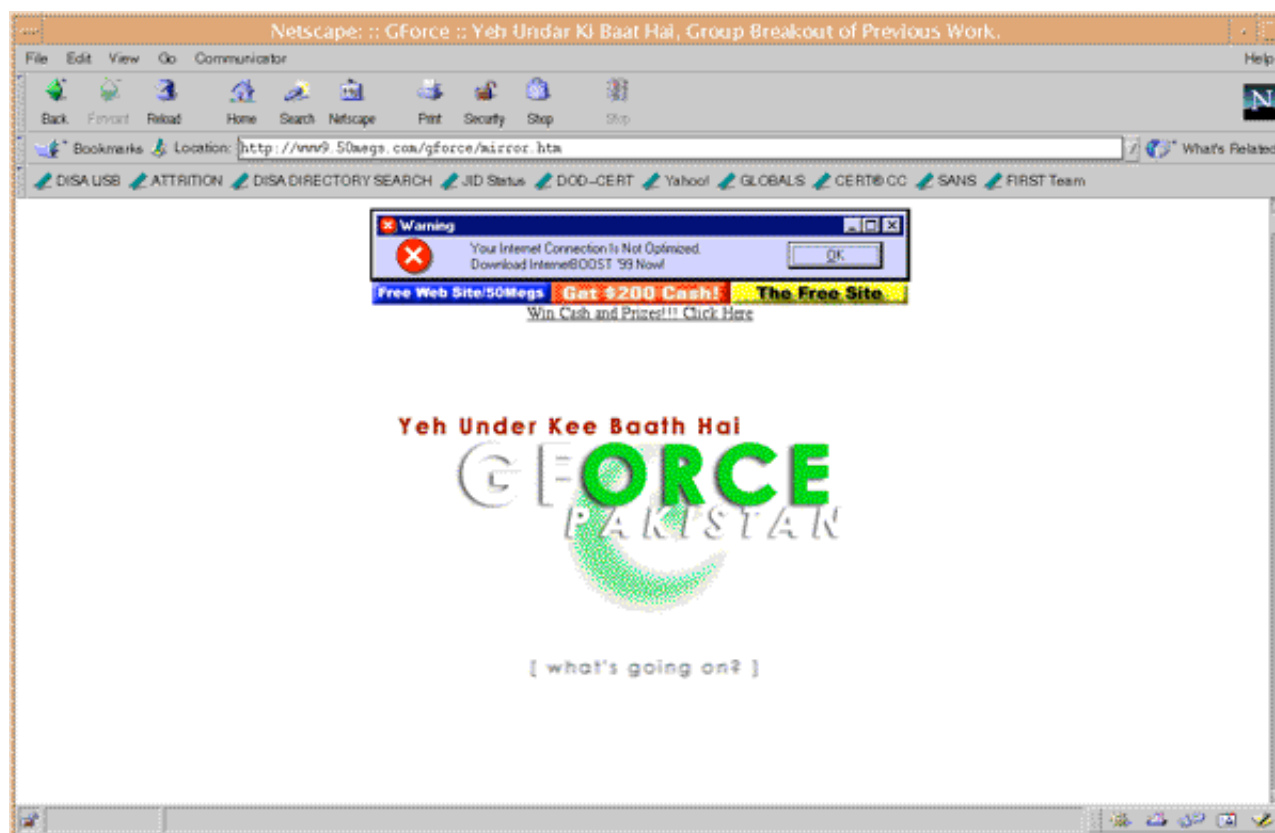 Netscape: :: GForce :: Yeh Undar Ki Baat Hai, Group Breakout of Previous Work.
File Edit View Go Communicator Help
Back Forward Reload Home Search Netscape Print Security Shop Stop
Bookmarks Location: http://www9.50megs.com/gforce/mirror.htm What's Related
DISA USB ATTRITION DISA DIRECTORY SEARCH JID Status DOD-CERT Yahoo! GLOBALS CERT® CC SANS FIRST Team
Warning
Your Internet Connection Is Not Optimized.
Download InternetBOOST '99 Now!
OK
Free Web Site/50Megs Get $200 Cash! The Free Site
Win Cash and Prizes!!! Click Here
Yeh Under Kee Baath Hai
GFORCE
PAKISTAN
[ what's going on? ]